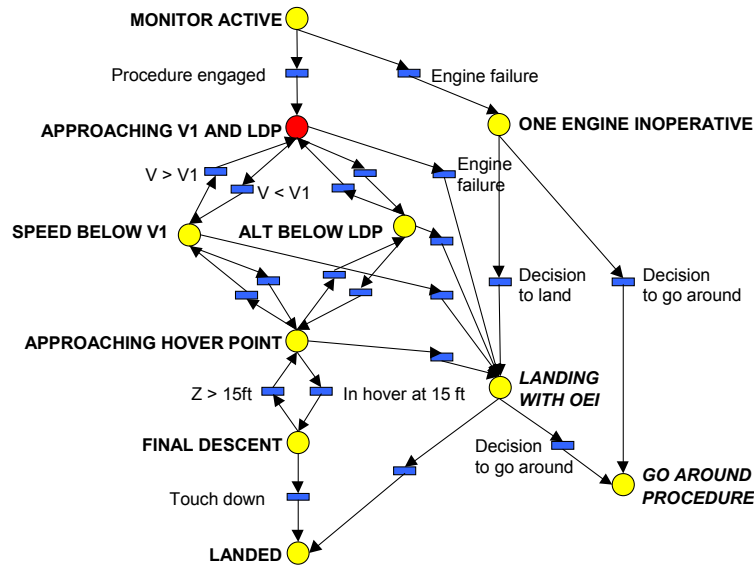 MONITOR ACTIVE
Procedure engaged
Engine failure
APPROACHING V1 AND LDP
ONE ENGINE INOPERATIVE
V > V1
V < V1
Engine
failure
SPEED BELOW V1
ALT BELOW LDP
Decision
to land
Decision
to go around
APPROACHING HOVER POINT
Z > 15ft
In hover at 15 ft
LANDING
WITH OEI
FINAL DESCENT
Decision
to go around
Touch down
GO AROUND
PROCEDURE
LANDED